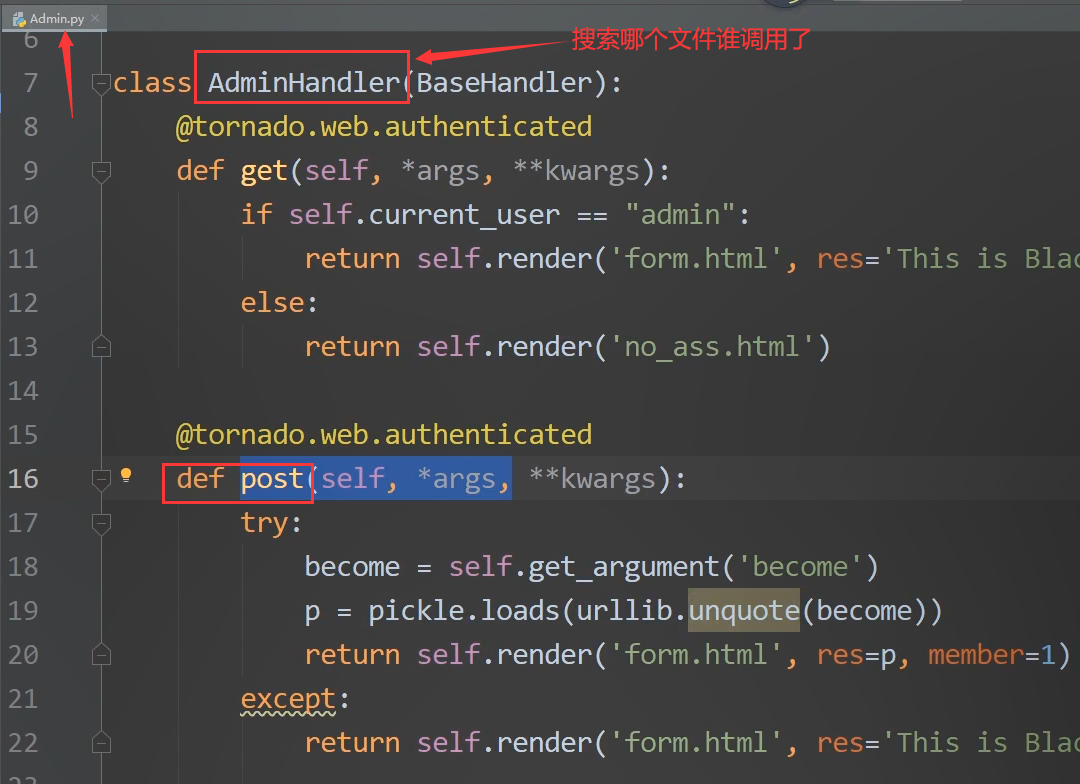 Admin.py
搜索哪个文件谁调用了
6
7 class AdminHandler(BaseHandler):
8 @tornado.web.authenticated
9 def get(self, *args, **kwargs):
10 if self.current_user == "admin":
11 return self.render('form.html', res='This is Blac
12 else:
13 return self.render('no_ass.html')
14
15 @tornado.web.authenticated
16 def post(self, *args, **kwargs):
17 try:
18 become = self.get_argument('become')
19 p = pickle.loads(urllib.unquote(become))
20 return self.render('form.html', res=p, member=1)
21 except:
22 return self.render('form.html', res='This is Blac
23